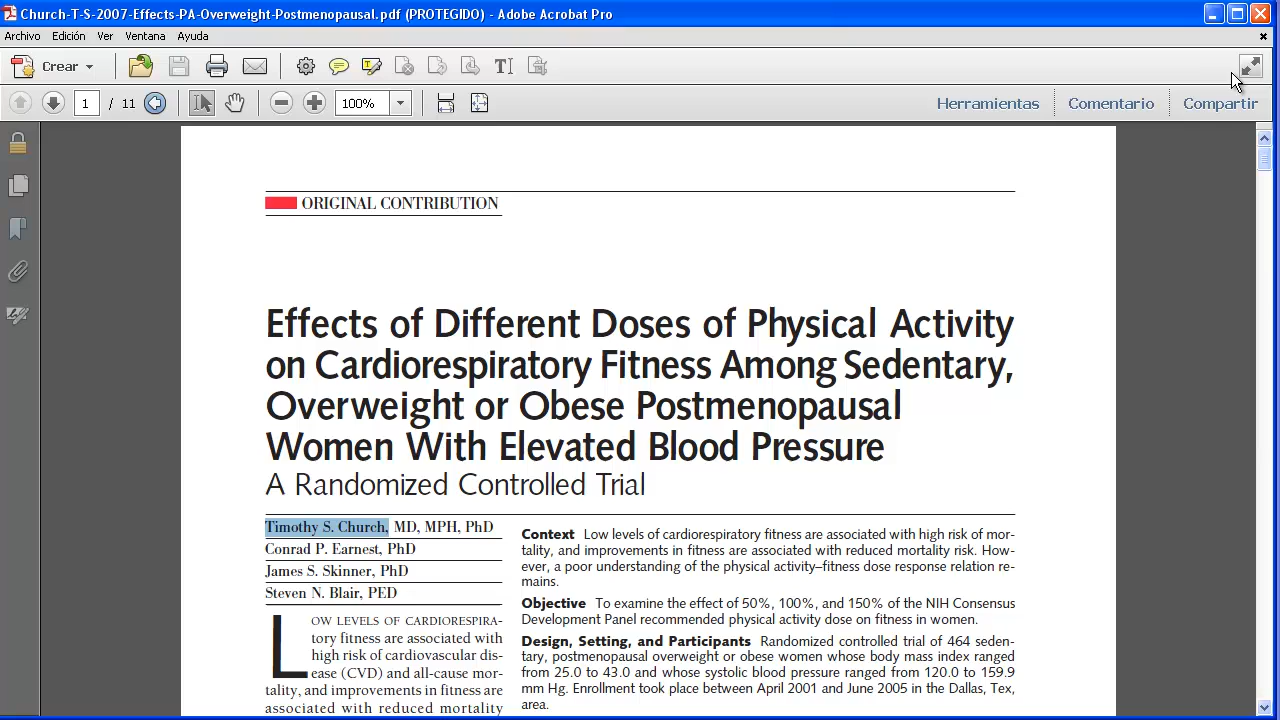 Church-T-S-2007-Effects-PA-Overweight-Postmenopausal.pdf (PROTEGIDO) - Adobe Acrobat Pro
Archivo Edición Ver Ventana Ayuda
Crear
1 / 11 100% Herramientas Comentario Compartir
ORIGINAL CONTRIBUTION
Effects of Different Doses of Physical Activity
on Cardiorespiratory Fitness Among Sedentary,
Overweight or Obese Postmenopausal
Women With Elevated Blood Pressure
A Randomized Controlled Trial
Timothy S. Church, MD, MPH, PhD
Conrad P. Earnest, PhD
James S. Skinner, PhD
Steven N. Blair, PED
LOW LEVELS OF CARDIORESPIRA-
tory fitness are associated with
high risk of cardiovascular dis-
ease (CVD) and all-cause mor-
tality, and improvements in fitness are
associated with reduced mortality
Context Low levels of cardiorespiratory fitness are associated with high risk of mor-
tality, and improvements in fitness are associated with reduced mortality risk. How-
ever, a poor understanding of the physical activity–fitness dose response relation re-
mains.
Objective To examine the effect of 50%, 100%, and 150% of the NIH Consensus
Development Panel recommended physical activity dose on fitness in women.
Design, Setting, and Participants Randomized controlled trial of 464 seden-
tary, postmenopausal overweight or obese women whose body mass index ranged
from 25.0 to 43.0 and whose systolic blood pressure ranged from 120.0 to 159.9
mm Hg. Enrollment took place between April 2001 and June 2005 in the Dallas, Tex,
area.